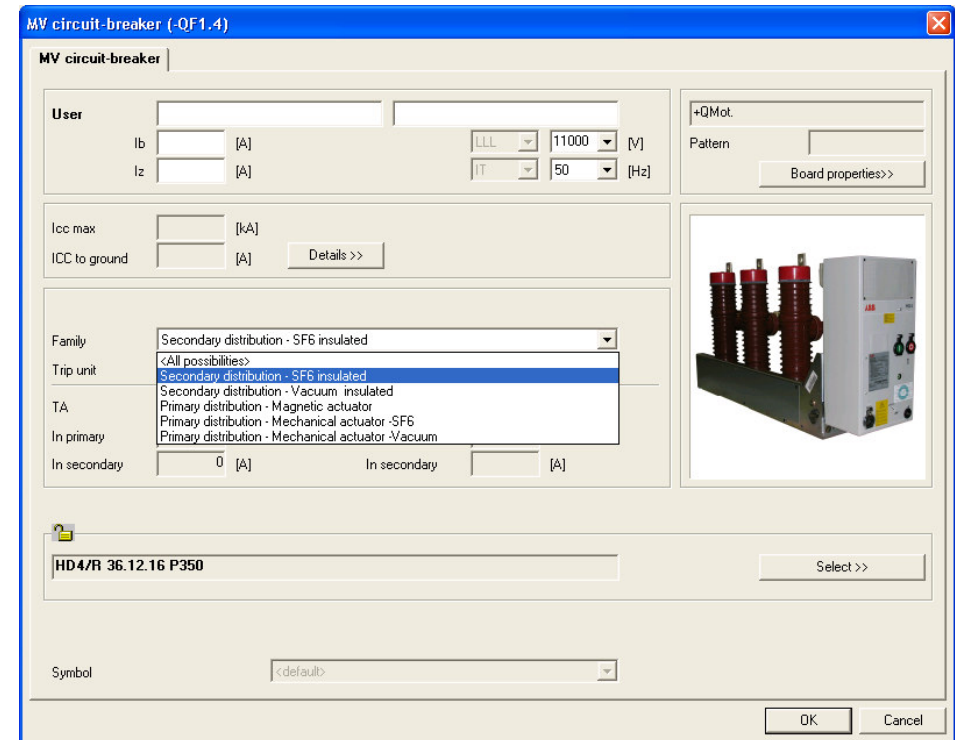 MV circuit-breaker (-QF1.4)
MV circuit-breaker
User
Ib [A] LLL 11000 [V]
Iz [A] IT 50 [Hz]
+QMot.
Pattern
Board properties>>
Icc max [kA]
ICC to ground [A] Details >>
ABB
Family Secondary distribution - SF6 insulated
Trip unit
<All possibilities>
Secondary distribution - SF6 insulated
Secondary distribution - Vacuum insulated
Primary distribution - Magnetic actuator
Primary distribution - Mechanical actuator -SF6
Primary distribution - Mechanical actuator -Vacuum
TA
In primary
In secondary 0 [A] In secondary [A]
HD4/R 36.12.16 P350
Select >>
Symbol <default>
OK Cancel